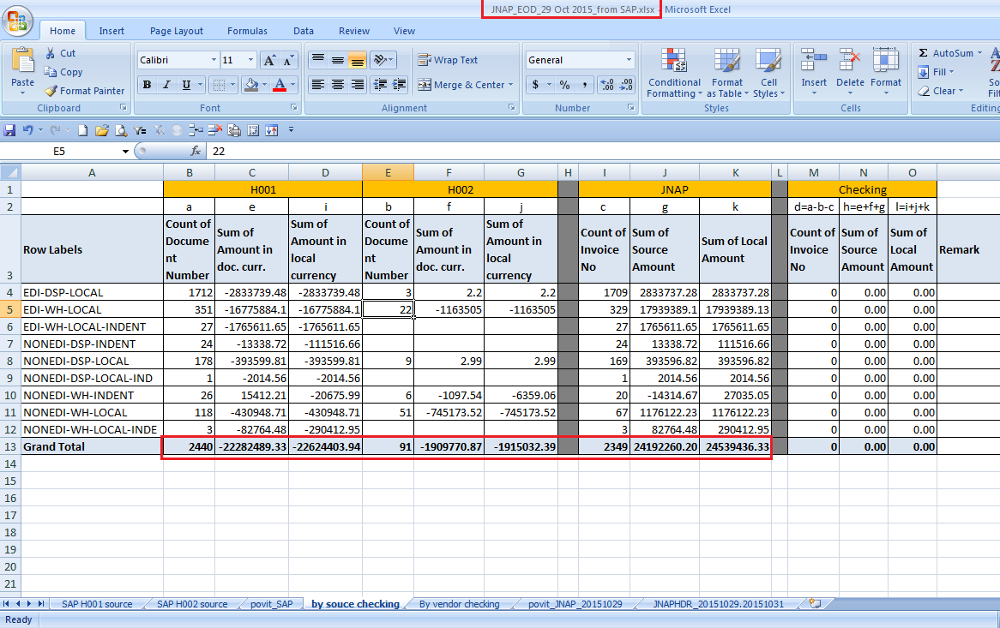 JNAP_EOD_29 Oct 2015_from SAP.xlsx - Microsoft Excel
Home Insert Page Layout Formulas Data Review View
Paste Cut Copy Format Painter Clipboard
Calibri 11 A A B I U A Font
Wrap Text Merge & Center Alignment
General $ % , .00 .00 Number
Conditional Formatting Format as Table Cell Styles Styles
Insert Delete Format Cells
Σ AutoSum Fill Clear Editing
E5 fx 22
A B C D E F G H I J K L M N O
1 H001 H002 JNAP Checking
2 a e i b f j c g k d=a-b-c h=e+f+g l=i+j+k
3 Row Labels Count of Docume nt Number Sum of Amount in doc. curr. Sum of Amount in local currency Count of Docume nt Number Sum of Amount in doc. curr. Sum of Amount in local currency Count of Invoice No Sum of Source Amount Sum of Local Amount Count of Invoice No Sum of Source Amount Sum of Local Amount Remark
4 EDI-DSP-LOCAL 1712 -2833739.48 -2833739.48 3 2.2 2.2 1709 2833737.28 2833737.28 0 0.00 0.00
5 EDI-WH-LOCAL 351 -16775884.1 -16775884.1 22 -1163505 -1163505 329 17939389.1 17939389.13 0 0.00 0.00
6 EDI-WH-LOCAL-INDENT 27 -1765611.65 -1765611.65 27 1765611.65 1765611.65 0 0.00 0.00
7 NONEDI-DSP-INDENT 24 -13338.72 -111516.66 24 13338.72 111516.66 0 0.00 0.00
8 NONEDI-DSP-LOCAL 178 -393599.81 -393599.81 9 2.99 2.99 169 393596.82 393596.82 0 0.00 0.00
9 NONEDI-DSP-LOCAL-IND 1 -2014.56 -2014.56 1 2014.56 2014.56 0 0.00 0.00
10 NONEDI-WH-INDENT 26 15412.21 -20675.99 6 -1097.54 -6359.06 20 -14314.67 27035.05 0 0.00 0.00
11 NONEDI-WH-LOCAL 118 -430948.71 -430948.71 51 -745173.52 -745173.52 67 1176122.23 1176122.23 0 0.00 0.00
12 NONEDI-WH-LOCAL-INDE 3 -82764.48 -290412.95 3 82764.48 290412.95 0 0.00 0.00
13 Grand Total 2440 -22282489.33 -22624403.94 91 -1909770.87 -1915032.39 2349 24192260.20 24539436.33 0 0.00 0.00
14
15
16
17
18
19
20
21
SAP H001 source SAP H002 source povit_SAP by souce checking By vendor checking povit_JNAP_20151029 JNAPHDR_20151029.20151031
Ready